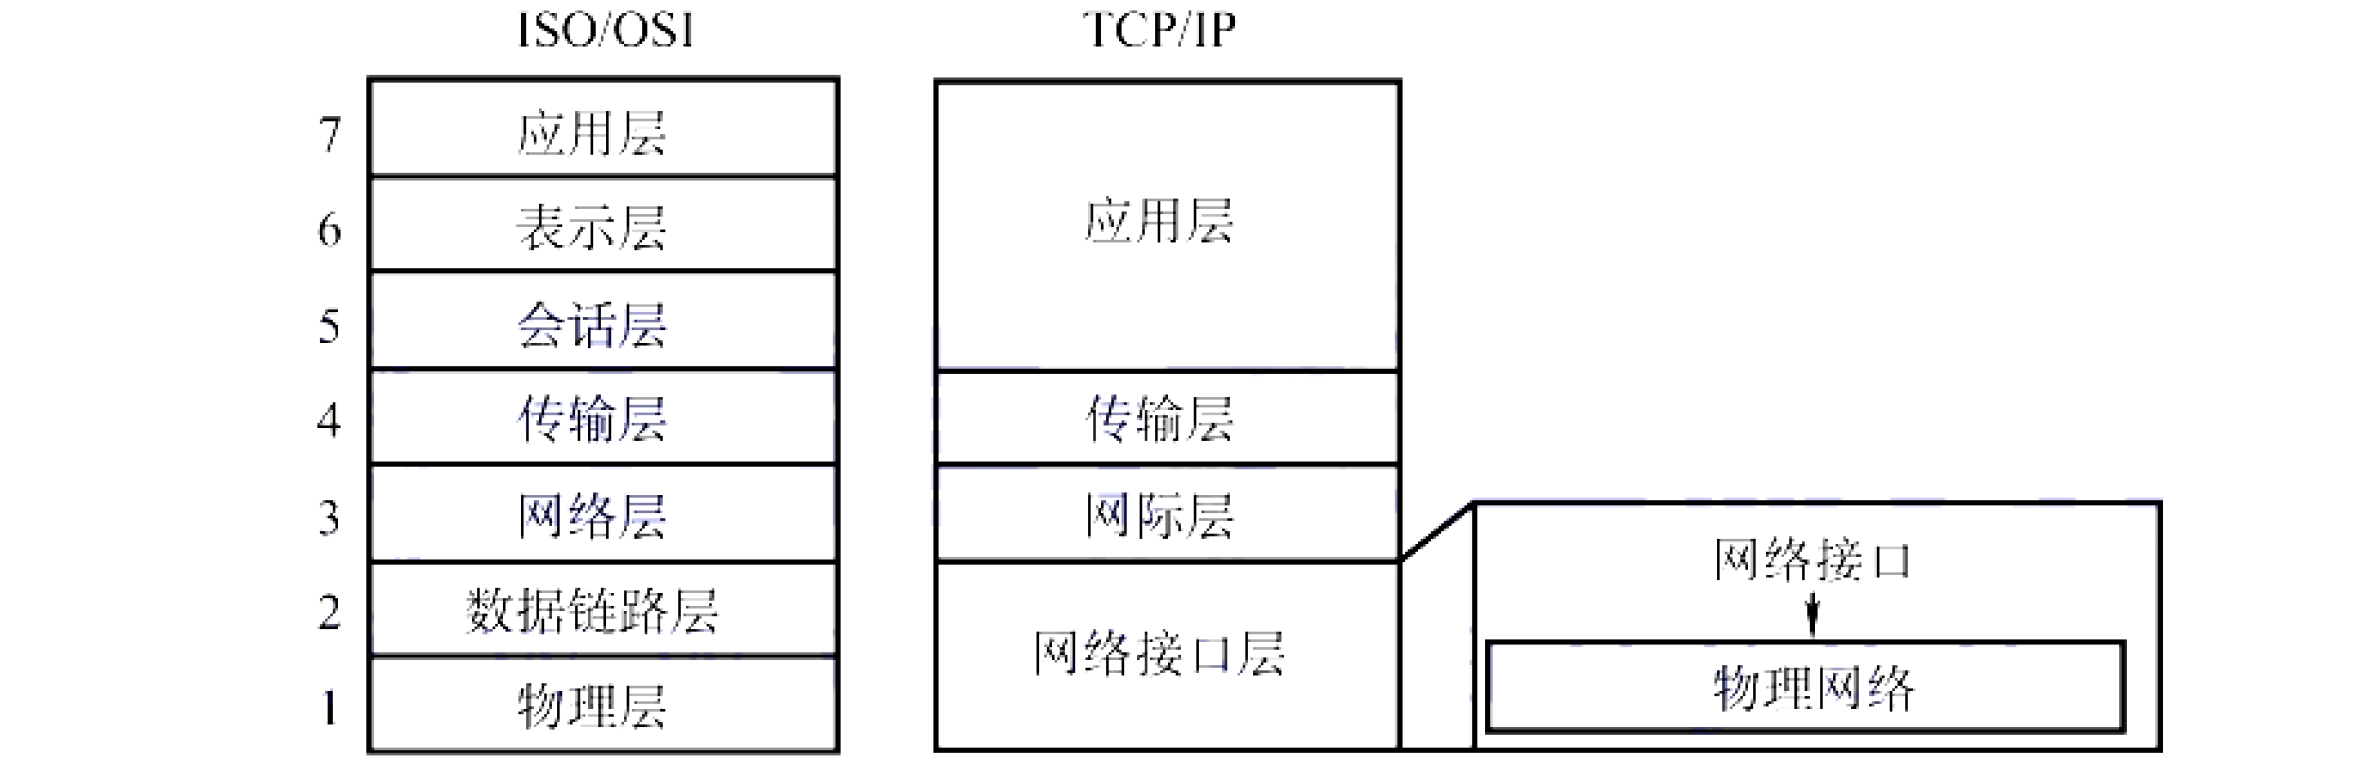 ISO/OSI
TCP/IP
7 应用层
6 表示层
5 会话层
4 传输层
3 网络层
2 数据链路层
1 物理层
应用层
传输层
网际层
网络接口层
网络接口
物理网络